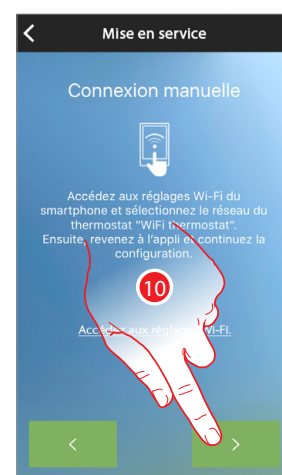 Mise en service
Connexion manuelle
Accédez aux réglages Wi-Fi du
smartphone et sélectionnez le réseau du
thermostat "WiFi thermostat".
Ensuite, revenez à l'appli et continuez la
configuration.
10
Accédez aux réglages WI-FI.